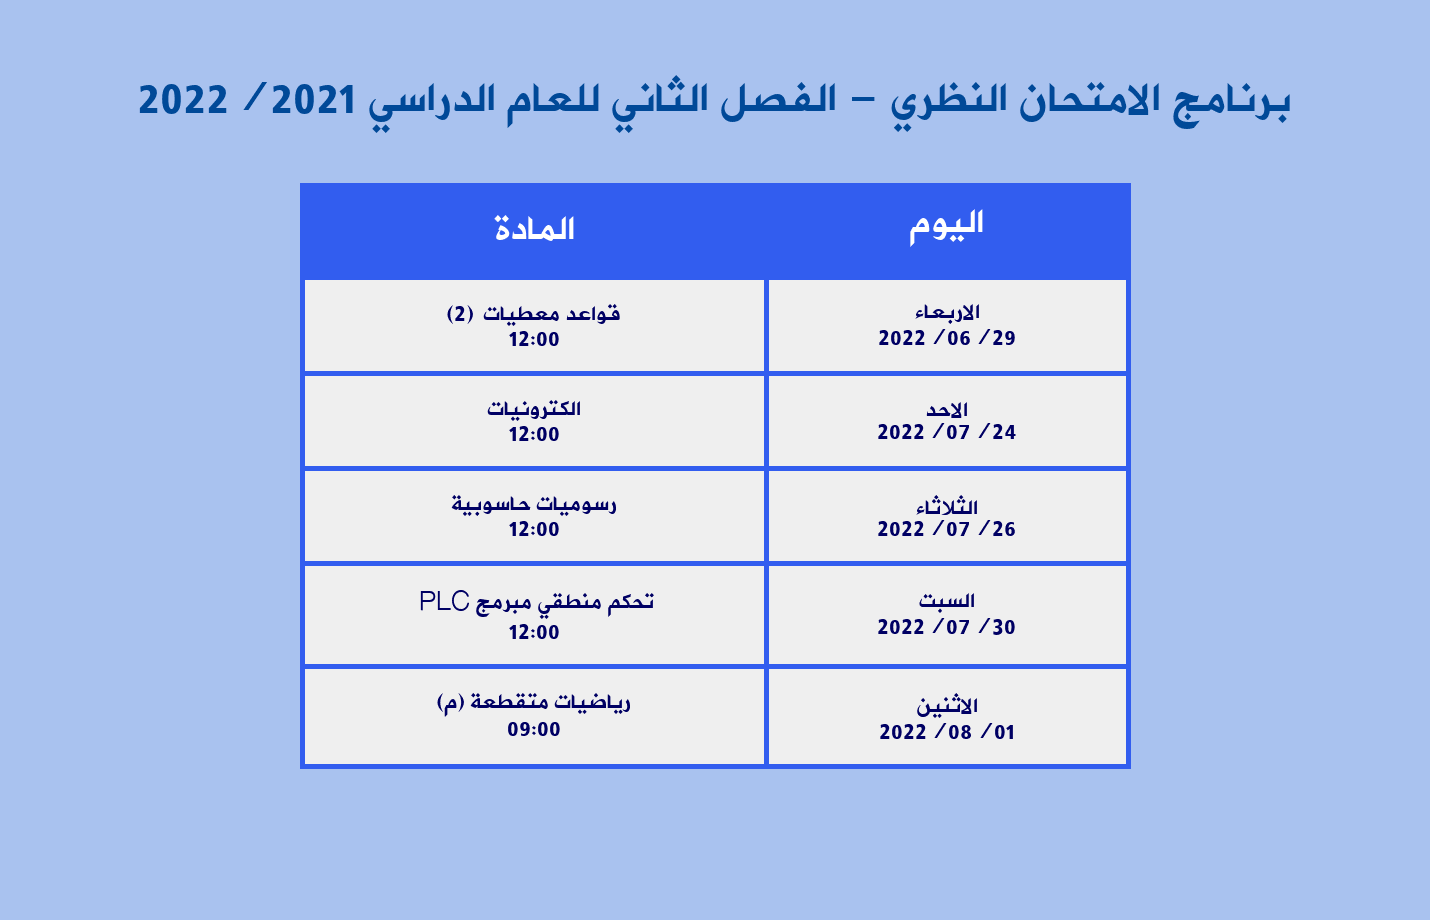 برنامج الامتحان النظري – الفصل الثاني للعام الدراسي 2021/ 2022
اليوم
المادة
الاربعاء
29/ 06/ 2022
قواعد معطيات (2)
12:00
الاحد
24/ 07/ 2022
الكترونيات
12:00
الثلاثاء
26/ 07/ 2022
رسوميات حاسوبية
12:00
السبت
30/ 07/ 2022
تحكم منطقي مبرمج PLC
12:00
الاثنين
01/ 08/ 2022
رياضيات متقطعة (م)
09:00